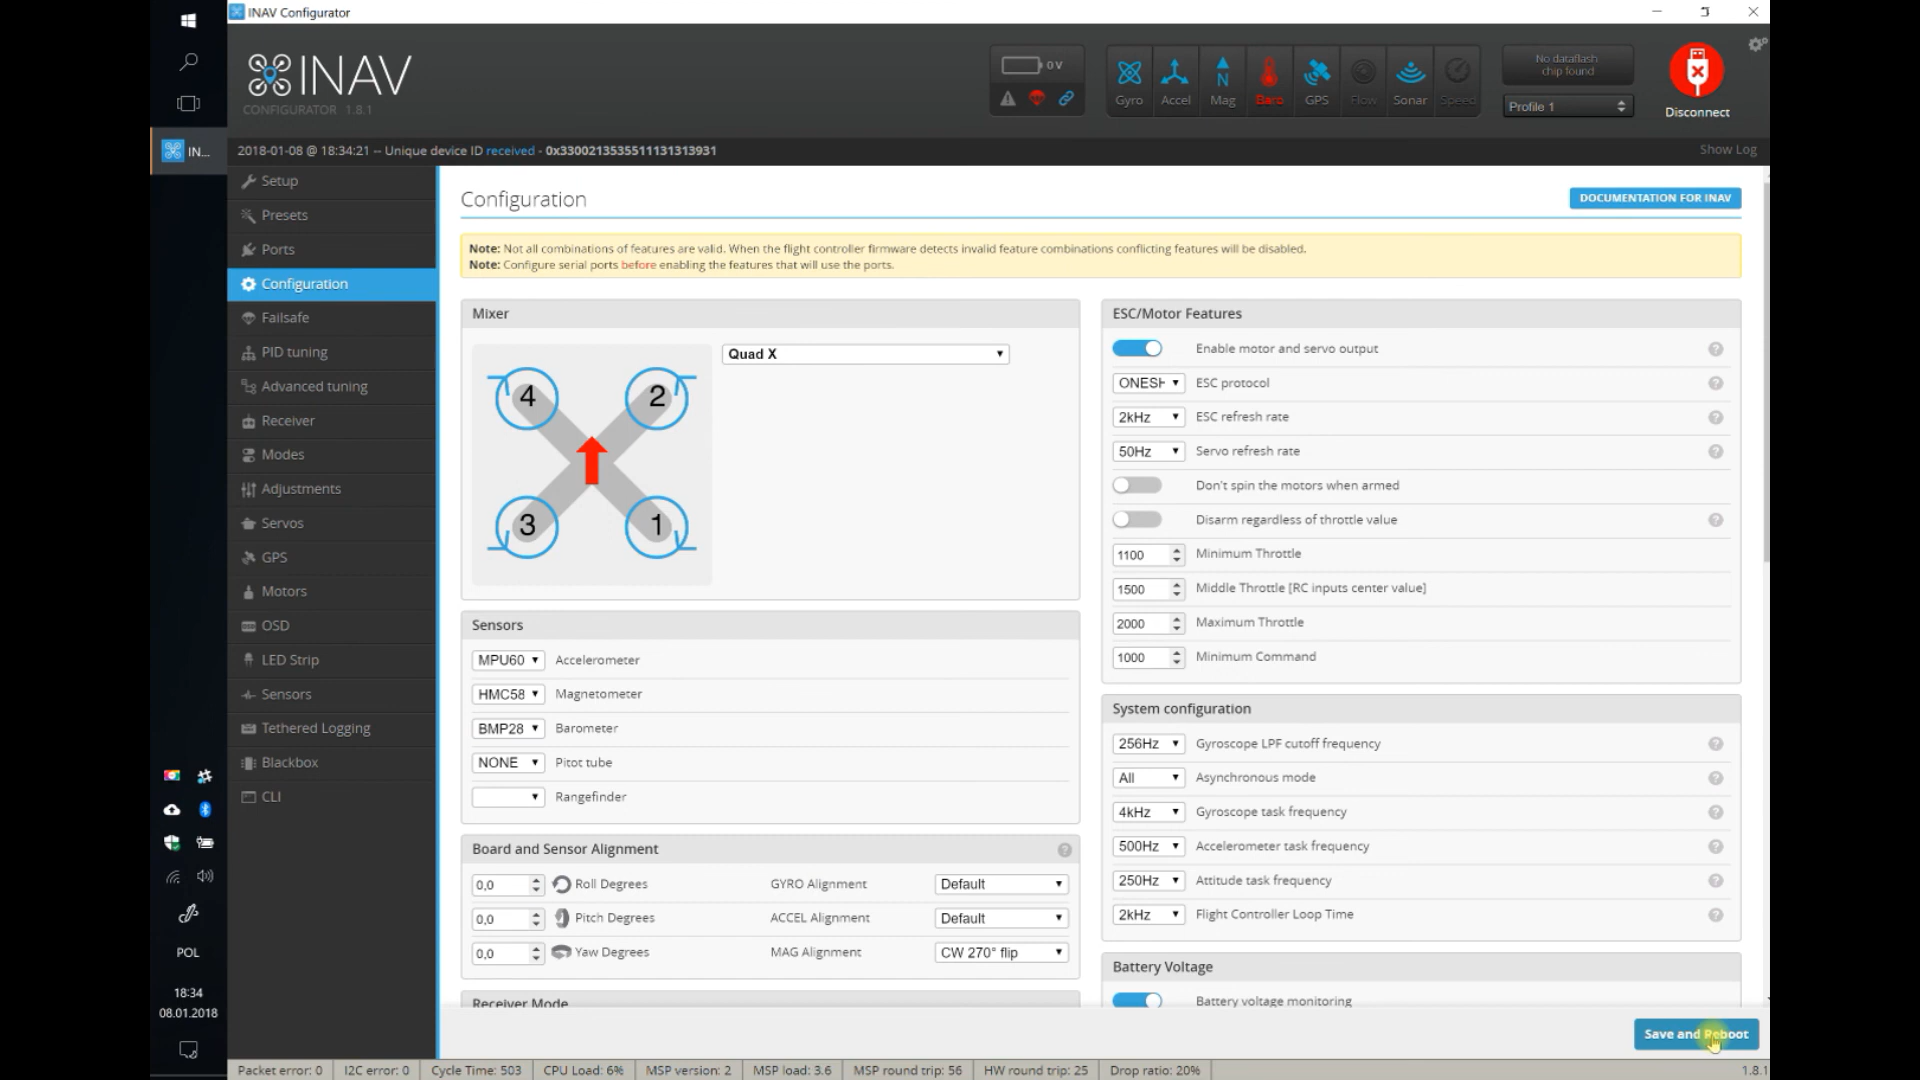 INAV Configurator
INAV
CONFIGURATOR 1.8.1
0 V
Gyro Accel Mag Baro GPS Flow Sonar Speed
No dataflash
chip found
Profile 1
Disconnect
IN...
2018-01-08 @ 18:34:21 -- Unique device ID received - 0x3300213535511131313931
Show Log
Setup
Presets
Ports
Configuration
Failsafe
PID tuning
Advanced tuning
Receiver
Modes
Adjustments
Servos
GPS
Motors
OSD
LED Strip
Sensors
Tethered Logging
Blackbox
CLI
POL
18:34
08.01.2018
Configuration
DOCUMENTATION FOR INAV
Note: Not all combinations of features are valid. When the flight controller firmware detects invalid feature combinations conflicting features will be disabled.
Note: Configure serial ports before enabling the features that will use the ports.
Mixer
Quad X
4 2
3 1
Sensors
MPU60 Accelerometer
HMC58 Magnetometer
BMP28 Barometer
NONE Pitot tube
Rangefinder
Board and Sensor Alignment
0,0 Roll Degrees GYRO Alignment Default
0,0 Pitch Degrees ACCEL Alignment Default
0,0 Yaw Degrees MAG Alignment CW 270° flip
Receiver Mode
ESC/Motor Features
Enable motor and servo output
ONESH ESC protocol
2kHz ESC refresh rate
50Hz Servo refresh rate
Don't spin the motors when armed
Disarm regardless of throttle value
1100 Minimum Throttle
1500 Middle Throttle [RC inputs center value]
2000 Maximum Throttle
1000 Minimum Command
System configuration
256Hz Gyroscope LPF cutoff frequency
All Asynchronous mode
4kHz Gyroscope task frequency
500Hz Accelerometer task frequency
250Hz Attitude task frequency
2kHz Flight Controller Loop Time
Battery Voltage
Battery voltage monitoring
Save and Reboot
Packet error: 0 I2C error: 0 Cycle Time: 503 CPU Load: 6% MSP version: 2 MSP load: 3.6 MSP round trip: 56 HW round trip: 25 Drop ratio: 20% 1.8.1